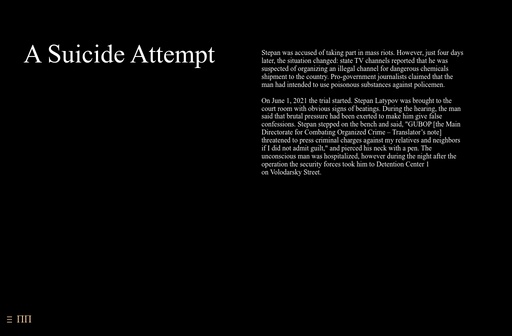 A Suicide Attempt
Stepan was accused of taking part in mass riots. However, just four days
later, the situation changed: state TV channels reported that he was
suspected of organizing an illegal channel for dangerous chemicals
shipment to the country. Pro-government journalists claimed that the
man had intended to use poisonous substances against policemen.
On June 1, 2021 the trial started. Stepan Latypov was brought to the
court room with obvious signs of beatings. During the hearing, the man
said that brutal pressure had been exerted to make him give false
confessions. Stepan stepped on the bench and said, "GUBOP [the Main
Directorate for Combating Organized Crime – Translator's note]
threatened to press criminal charges against my relatives and neighbors
if I did not admit guilt," and pierced his neck with a pen. The
unconscious man was hospitalized, however during the night after the
operation the security forces took him to Detention Center 1
on Volodarsky Street.
ПП